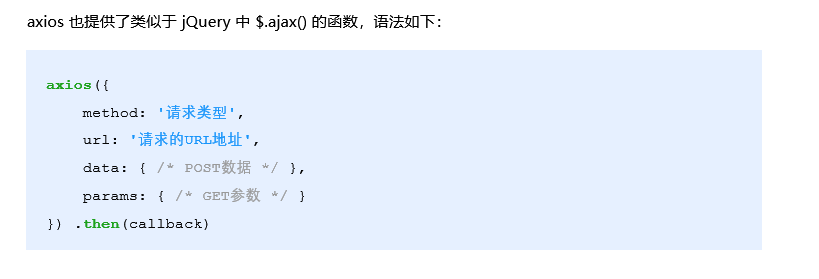 axios 也提供了类似于 jQuery 中 $.ajax() 的函数，语法如下：
axios({
    method: '请求类型',
    url: '请求的URL地址',
    data: { /* POST数据 */ },
    params: { /* GET参数 */ }
}) .then(callback)